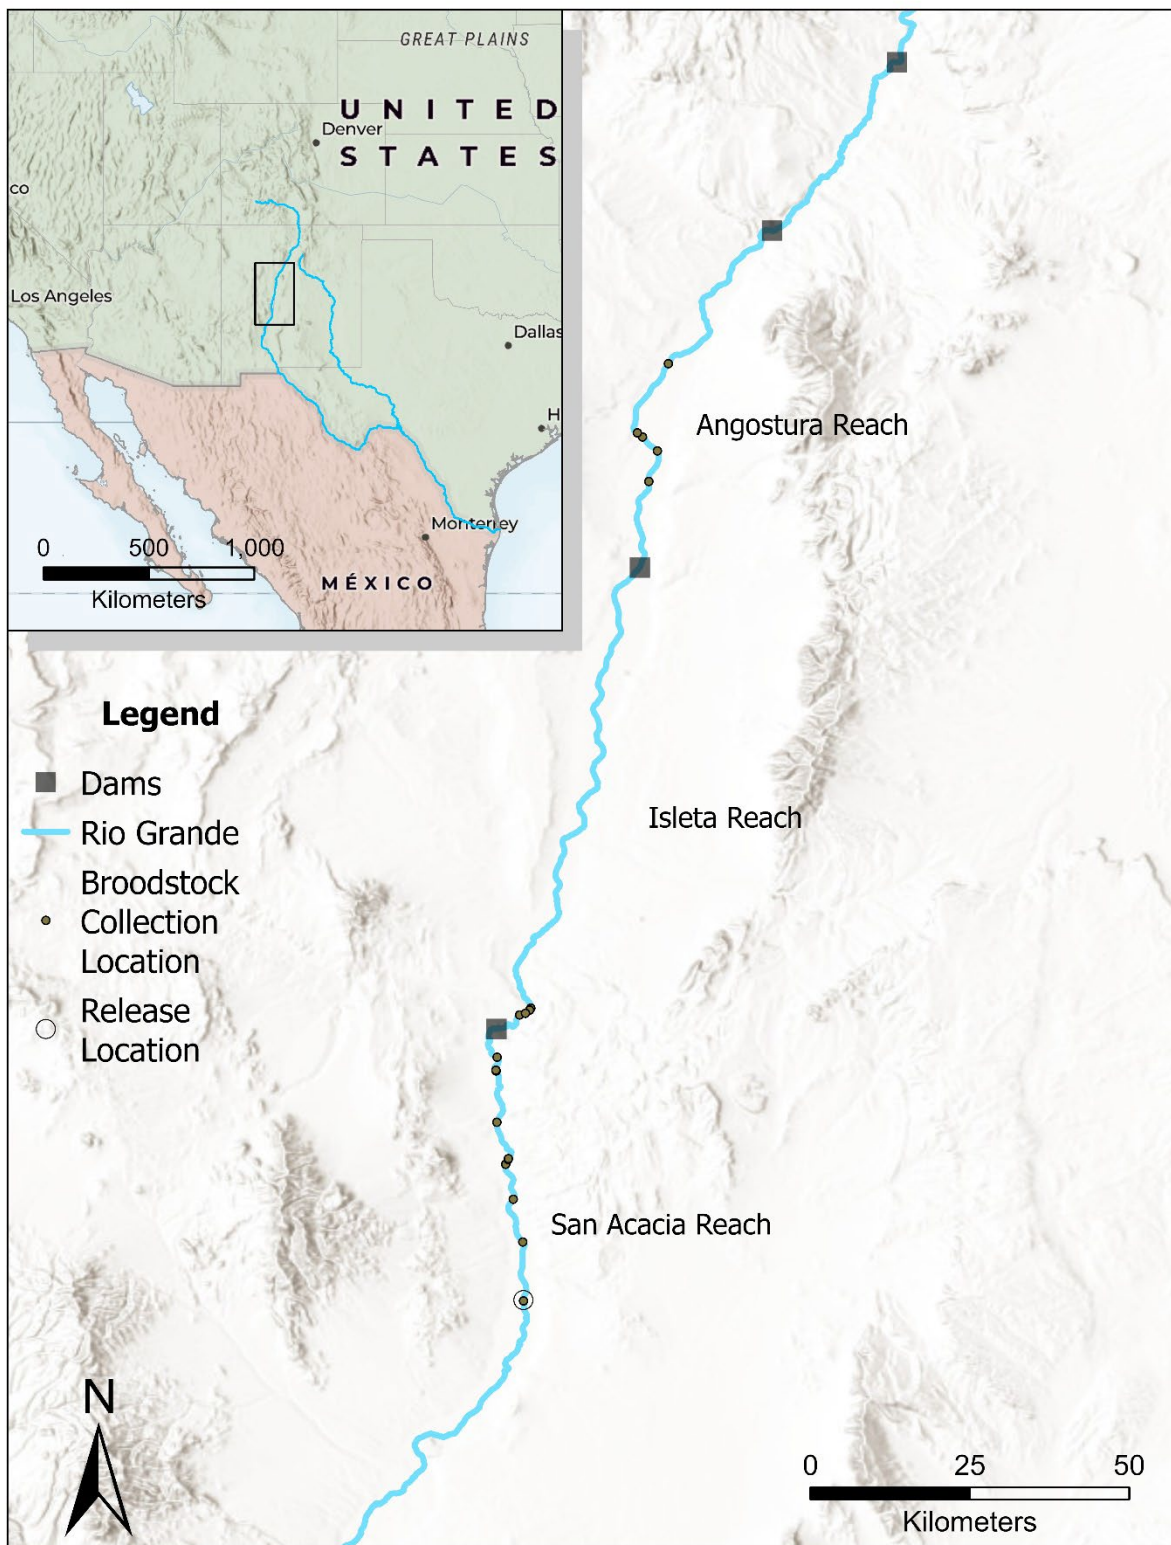 GREAT PLAINS
UNITED
Denver
STATES
co
Los Angeles
Dallas
H
Monterrey
0 500 1,000
Kilometers
MÉXICO
Angostura Reach
Legend
Dams
Rio Grande
Broodstock
Collection
Location
Release
Location
Isleta Reach
San Acacia Reach
N
0 25 50
Kilometers